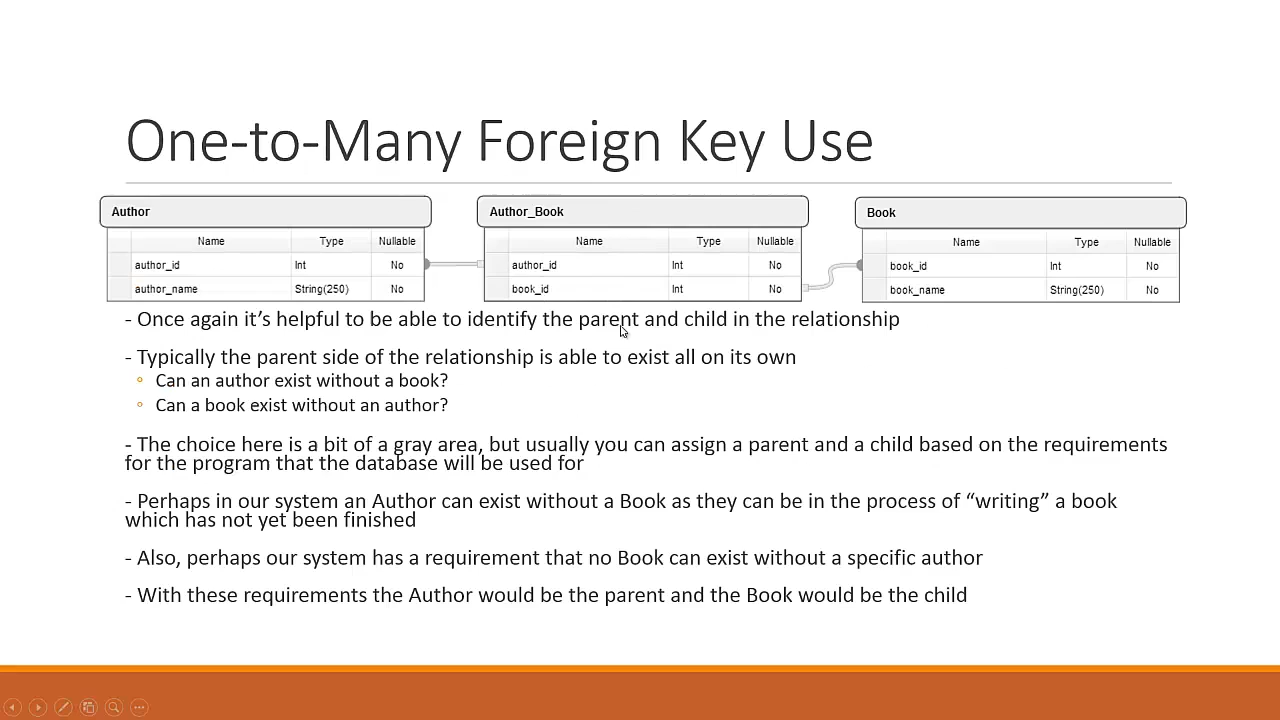 One-to-Many Foreign Key Use
Author
Name Type Nullable
author_id Int No
author_name String(250) No
Author_Book
Name Type Nullable
author_id Int No
book_id Int No
Book
Name Type Nullable
book_id Int No
book_name String(250) No
- Once again it’s helpful to be able to identify the parent and child in the relationship
- Typically the parent side of the relationship is able to exist all on its own
◦ Can an author exist without a book?
◦ Can a book exist without an author?
- The choice here is a bit of a gray area, but usually you can assign a parent and a child based on the requirements
for the program that the database will be used for
- Perhaps in our system an Author can exist without a Book as they can be in the process of “writing” a book
which has not yet been finished
- Also, perhaps our system has a requirement that no Book can exist without a specific author
- With these requirements the Author would be the parent and the Book would be the child